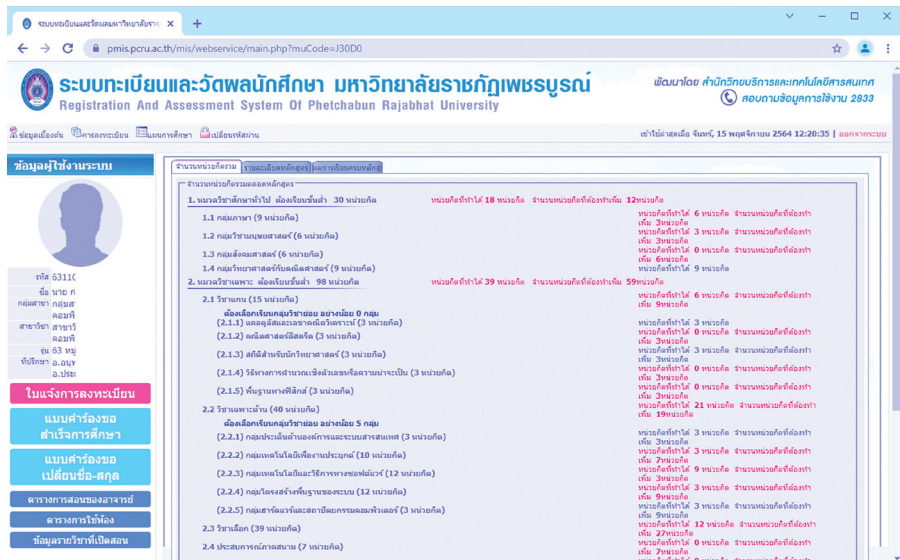 ระบบทะเบียนและวัดผลมหาวิทยาลัยราช
pmis.pcru.ac.th/mis/webservice/main.php?muCode=J30D0
ระบบทะเบียนและวัดผลนักศึกษา มหาวิทยาลัยราชภัฏเพชรบูรณ์
Registration And Assessment System Of Phetchabun Rajabhat University
พัฒนาโดย สำนักวิทยบริการและเทคโนโลยีสารสนเทศ
สอบถามข้อมูลการใช้งาน 2833
ข้อมูลเบื้องต้น การลงทะเบียน แผนการศึกษา เปลี่ยนรหัสผ่าน
เข้าใช้ล่าสุดเมื่อ จันทร์, 15 พฤศจิกายน 2564 12:20:35 | ออกจากระบบ
ข้อมูลผู้ใช้งานระบบ
รหัส 6311
ชื่อ นาย ก
กลุ่มสาขา กลุ่มส
คอมพิ
สาขาวิชา สาขาวิ
คอมพิ
รุ่น 63 หมู่
ที่ปรึกษา อ.อนุพ
อ.ประ
ใบแจ้งการลงทะเบียน
แบบคำร้องขอ
สำเร็จการศึกษา
แบบคำร้องขอ
เปลี่ยนชื่อ-สกุล
ตารางการสอนของอาจารย์
ตารางการใช้ห้อง
ข้อมูลรายวิชาที่เปิดสอน
จำนวนหน่วยกิตรวม รายละเอียดหลักสูตร ผลการเรียนครบหลักสู
จำนวนหน่วยกิตรวมตลอดหลักสูตร
1. หมวดวิชาศึกษาทั่วไป ต้องเรียนขั้นต่ำ 30 หน่วยกิต หน่วยกิตที่ทำได้ 18 หน่วยกิต จำนวนหน่วยกิตที่ต้องทำเพิ่ม 12หน่วยกิต
1.1 กลุ่มภาษา (9 หน่วยกิต) หน่วยกิตที่ทำได้ 6 หน่วยกิต จำนวนหน่วยกิตที่ต้องทำ
เพิ่ม 3หน่วยกิต
1.2 กลุ่มวิชามนุษยศาสตร์ (6 หน่วยกิต) หน่วยกิตที่ทำได้ 3 หน่วยกิต จำนวนหน่วยกิตที่ต้องทำ
เพิ่ม 3หน่วยกิต
1.3 กลุ่มสังคมศาสตร์ (6 หน่วยกิต) หน่วยกิตที่ทำได้ 0 หน่วยกิต จำนวนหน่วยกิตที่ต้องทำ
เพิ่ม 6หน่วยกิต
1.4 กลุ่มวิทยาศาสตร์กับคณิตศาสตร์ (9 หน่วยกิต) หน่วยกิตที่ทำได้ 9 หน่วยกิต
2. หมวดวิชาเฉพาะ ต้องเรียนขั้นต่ำ 98 หน่วยกิต หน่วยกิตที่ทำได้ 39 หน่วยกิต จำนวนหน่วยกิตที่ต้องทำเพิ่ม 59หน่วยกิต
2.1 วิชาแกน (15 หน่วยกิต) หน่วยกิตที่ทำได้ 6 หน่วยกิต จำนวนหน่วยกิตที่ต้องทำ
เพิ่ม 9หน่วยกิต
ต้องเลือกเรียนกลุ่มวิชาย่อย อย่างน้อย 0 กลุ่ม
(2.1.1) แคลคูลัสและเลขาคณิตวิเคราะห์ (3 หน่วยกิต) หน่วยกิตที่ทำได้ 3 หน่วยกิต
(2.1.2) คณิตศาสตร์ดิสครีต (3 หน่วยกิต) หน่วยกิตที่ทำได้ 0 หน่วยกิต จำนวนหน่วยกิตที่ต้องทำ
เพิ่ม 3หน่วยกิต
(2.1.3) สถิติสำหรับนักวิทยาศาสตร์ (3 หน่วยกิต) หน่วยกิตที่ทำได้ 3 หน่วยกิต จำนวนหน่วยกิตที่ต้องทำ
เพิ่ม 3หน่วยกิต
(2.1.4) วิธีทางการคำนวณเชิงตัวเลขหรือความน่าจะเป็น (3 หน่วยกิต) หน่วยกิตที่ทำได้ 0 หน่วยกิต จำนวนหน่วยกิตที่ต้องทำ
เพิ่ม 3หน่วยกิต
(2.1.5) พื้นฐานทางฟิสิกส์ (3 หน่วยกิต) หน่วยกิตที่ทำได้ 0 หน่วยกิต จำนวนหน่วยกิตที่ต้องทำ
เพิ่ม 3หน่วยกิต
2.2 วิชาเฉพาะด้าน (40 หน่วยกิต) หน่วยกิตที่ทำได้ 21 หน่วยกิต จำนวนหน่วยกิตที่ต้องทำ
เพิ่ม 19หน่วยกิต
ต้องเลือกเรียนกลุ่มวิชาย่อย อย่างน้อย 5 กลุ่ม
(2.2.1) กลุ่มประเด็นด้านองค์การและระบบสารสนเทศ (3 หน่วยกิต) หน่วยกิตที่ทำได้ 3 หน่วยกิต จำนวนหน่วยกิตที่ต้องทำ
เพิ่ม 3หน่วยกิต
(2.2.2) กลุ่มเทคโนโลยีเพื่องานประยุกต์ (10 หน่วยกิต) หน่วยกิตที่ทำได้ 3 หน่วยกิต จำนวนหน่วยกิตที่ต้องทำ
เพิ่ม 7หน่วยกิต
(2.2.3) กลุ่มเทคโนโลยีและวิธีการทางซอฟต์แวร์ (12 หน่วยกิต) หน่วยกิตที่ทำได้ 9 หน่วยกิต จำนวนหน่วยกิตที่ต้องทำ
เพิ่ม 3หน่วยกิต
(2.2.4) กลุ่มโครงสร้างพื้นฐานของระบบ (12 หน่วยกิต) หน่วยกิตที่ทำได้ 3 หน่วยกิต จำนวนหน่วยกิตที่ต้องทำ
เพิ่ม 9หน่วยกิต
(2.2.5) กลุ่มฮาร์ดแวร์และสถาปัตยกรรมคอมพิวเตอร์ (3 หน่วยกิต) หน่วยกิตที่ทำได้ 3 หน่วยกิต จำนวนหน่วยกิตที่ต้องทำ
เพิ่ม 9หน่วยกิต
2.3 วิชาเลือก (39 หน่วยกิต) หน่วยกิตที่ทำได้ 12 หน่วยกิต จำนวนหน่วยกิตที่ต้องทำ
เพิ่ม 27หน่วยกิต
2.4 ประสบการณ์ภาคสนาม (7 หน่วยกิต) หน่วยกิตที่ทำได้ 0 หน่วยกิต จำนวนหน่วยกิตที่ต้องทำ
เพิ่ม 7หน่วยกิต